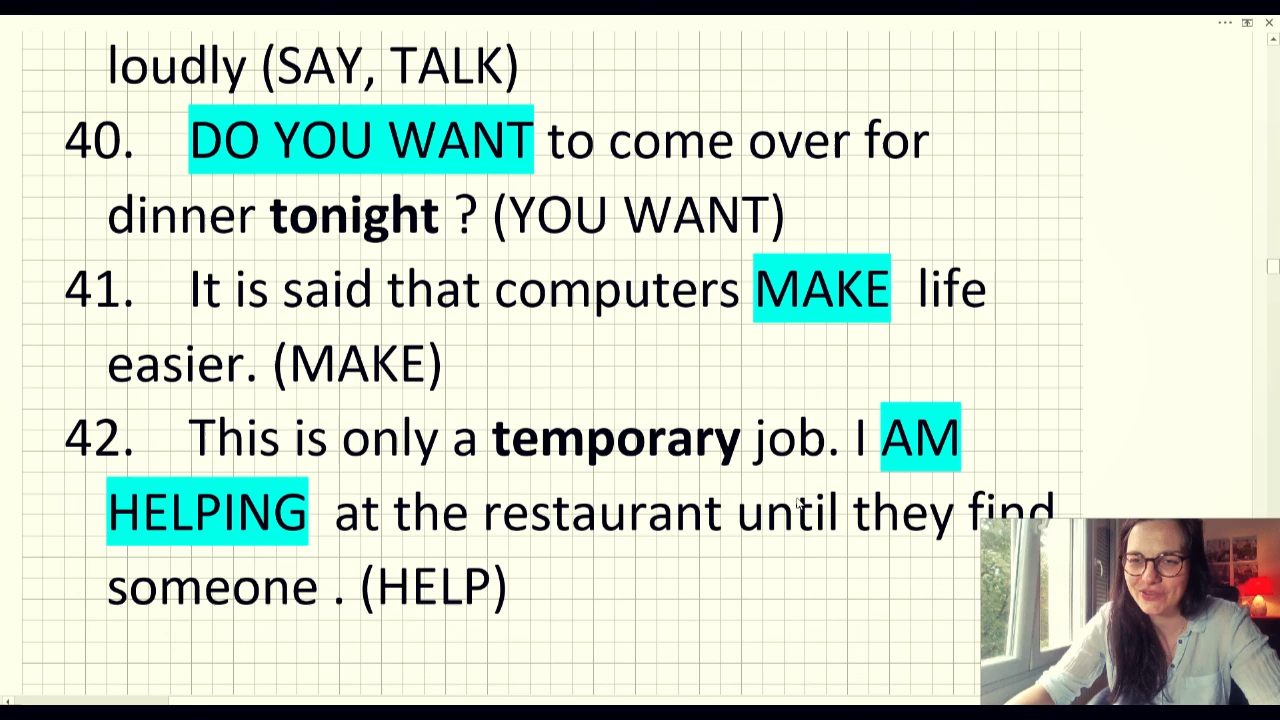 loudly (SAY, TALK)
40. DO YOU WANT to come over for
dinner tonight ? (YOU WANT)
41. It is said that computers MAKE life
easier. (MAKE)
42. This is only a temporary job. I AM
HELPING at the restaurant until they find
someone . (HELP)